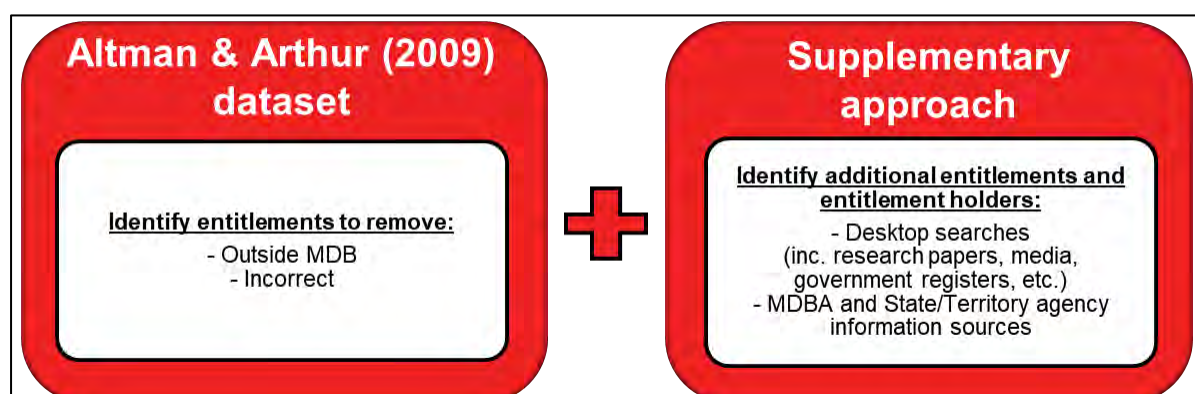 Altman & Arthur (2009)
dataset
Identify entitlements to remove:
- Outside MDB
- Incorrect
Supplementary
approach
Identify additional entitlements and
entitlement holders:
- Desktop searches
(inc. research papers, media,
government registers, etc.)
- MDBA and State/Territory agency
information sources